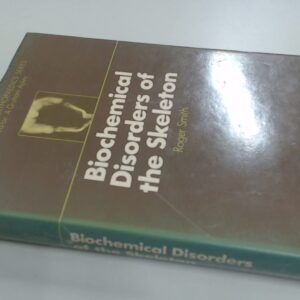 Biochemical
Disorders of
the Skeleton
Roger Smith
Biochemical Disorders
of the Skeleton